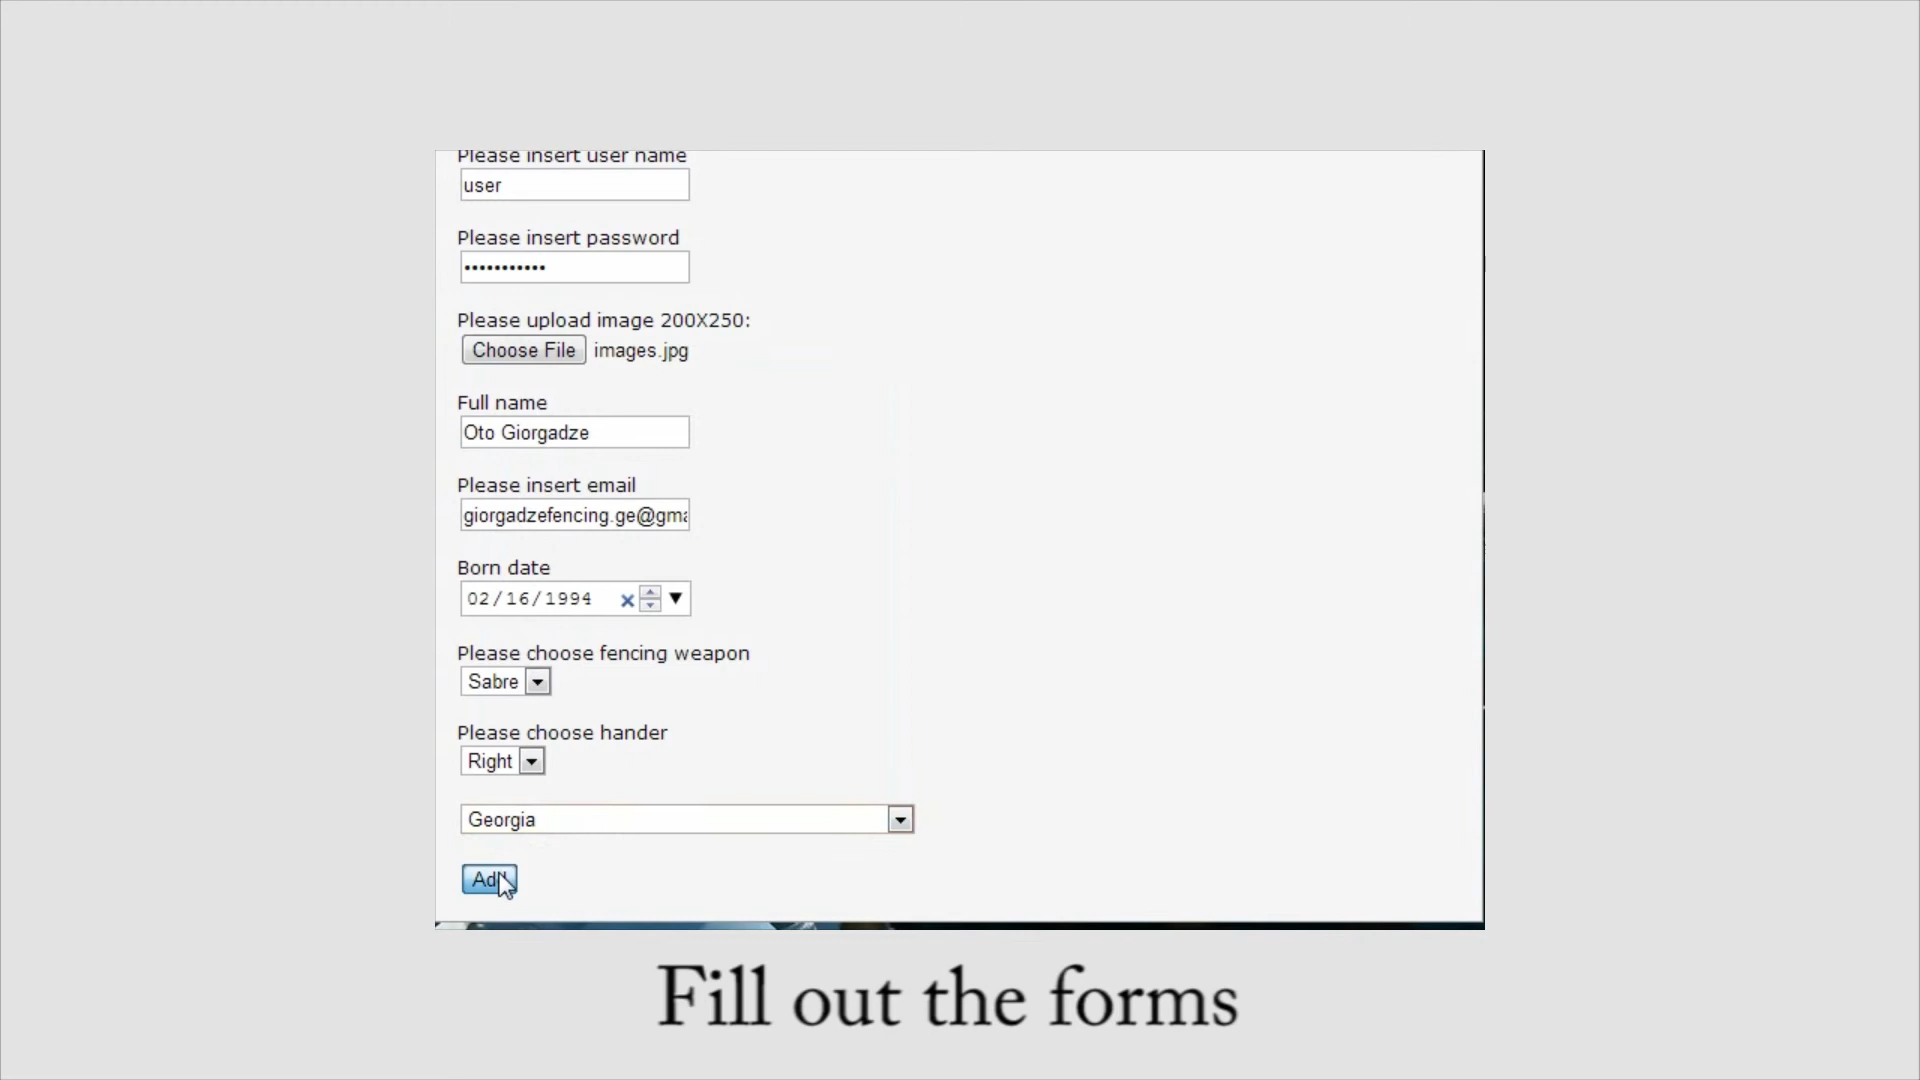 Please insert user name
user
Please insert password
•••••••••••
Please upload image 200X250:
Choose File images.jpg
Full name
Oto Giorgadze
Please insert email
giorgadzefencing.ge@gma
Born date
02/16/1994
Please choose fencing weapon
Sabre
Please choose hander
Right
Georgia
Add
Fill out the forms